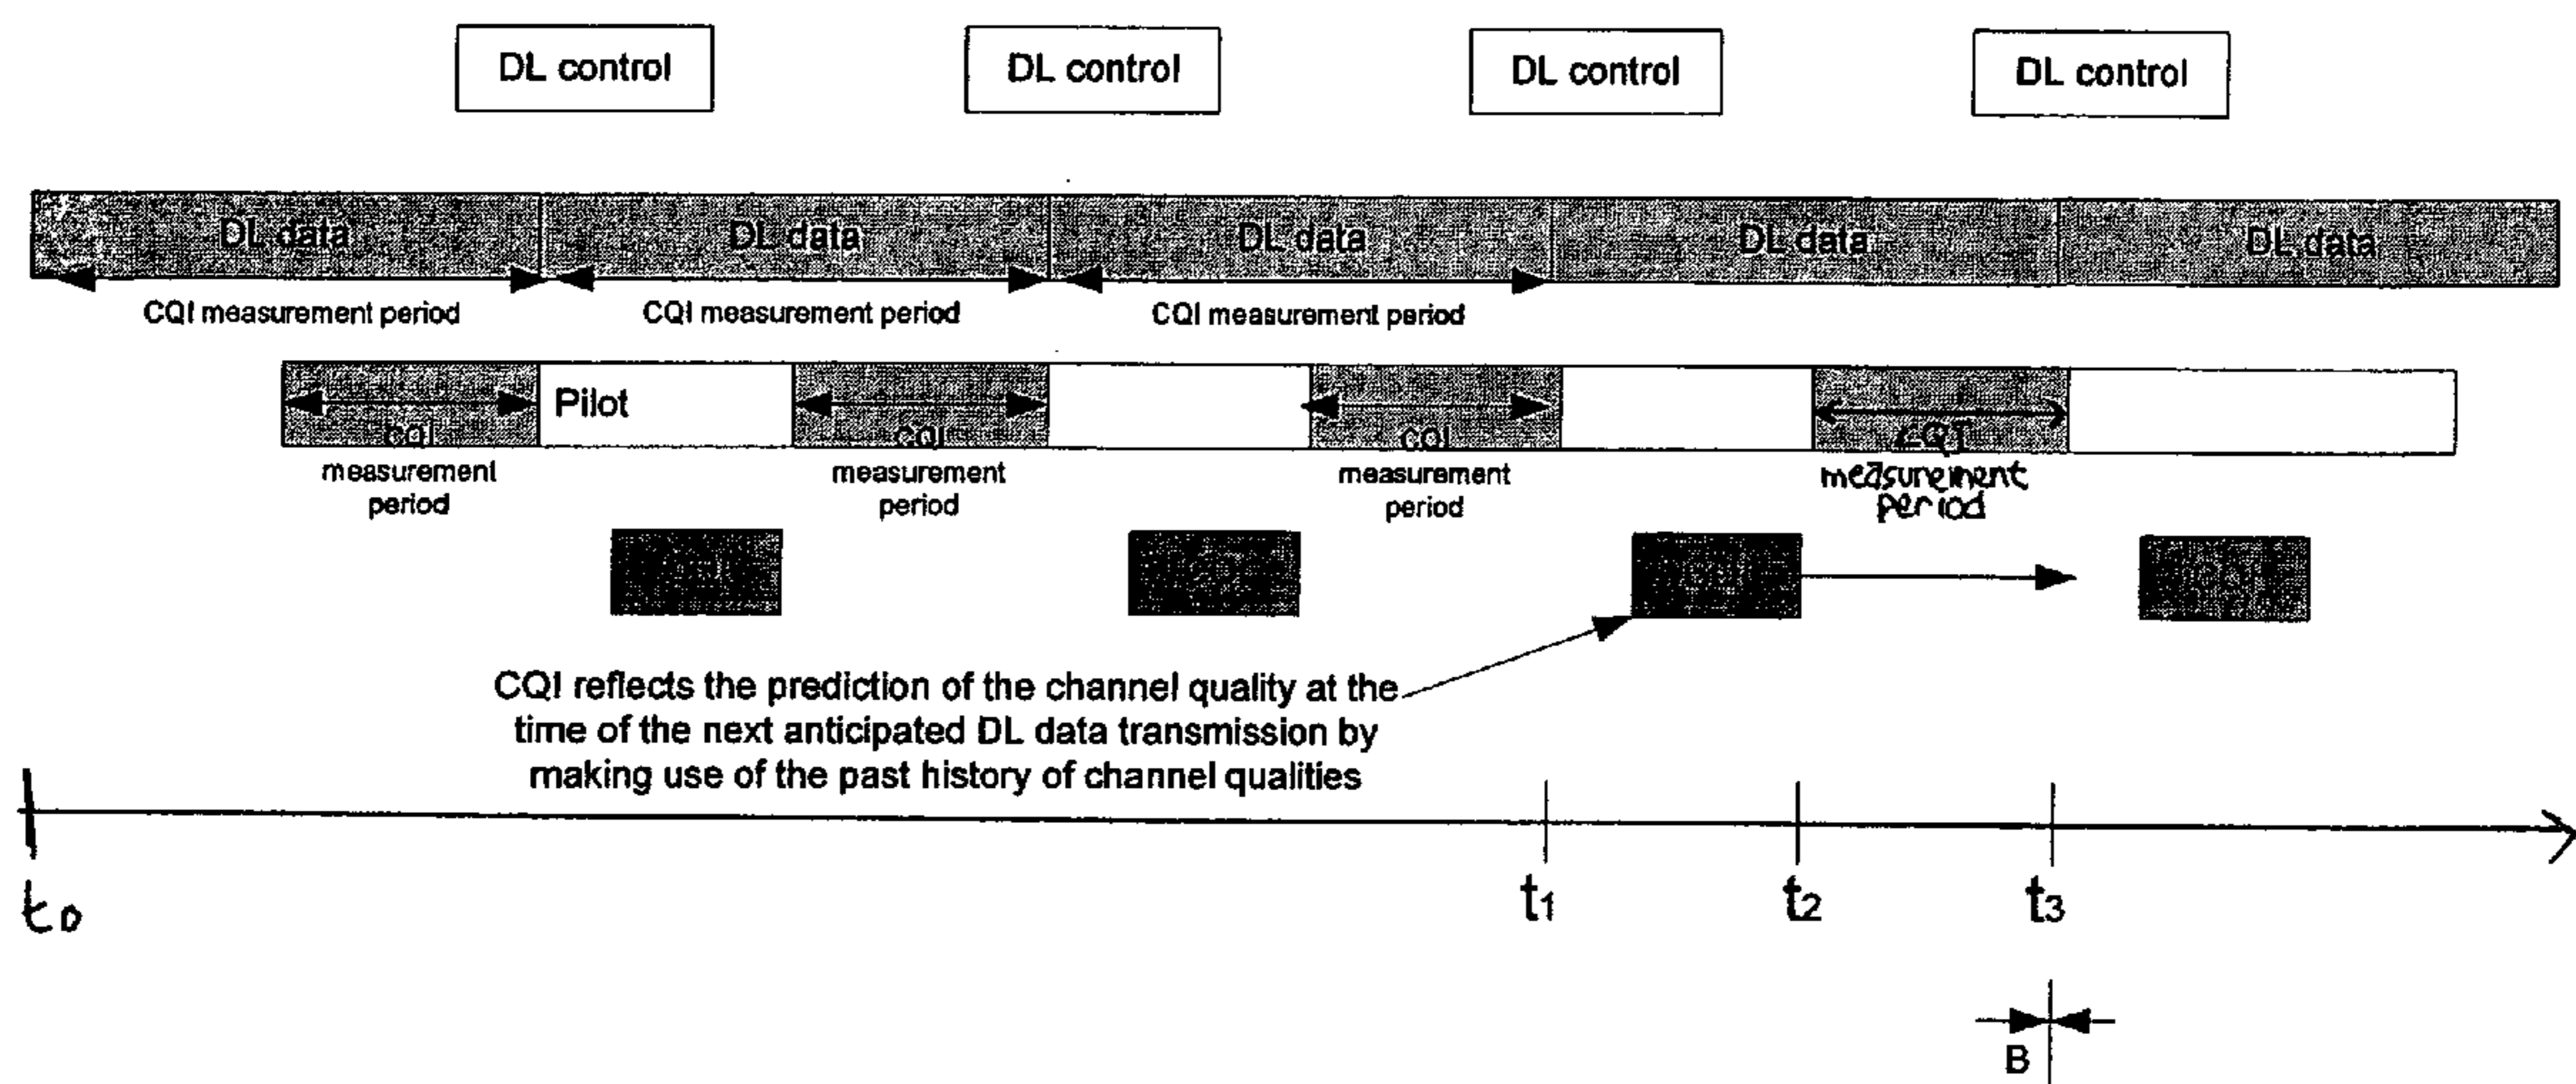 DL control
DL control
DL control
DL control
DL data
DL data
DL data
DL data
DL data
CQI measurement period
CQI measurement period
CQI measurement period
Pilot
CQI
measurement
period
CQI
measurement
period
CQI
measurement
period
CQI
measurement
period
CQI reflects the prediction of the channel quality at the
time of the next anticipated DL data transmission by
making use of the past history of channel qualities
t0
t1
t2
t3
B